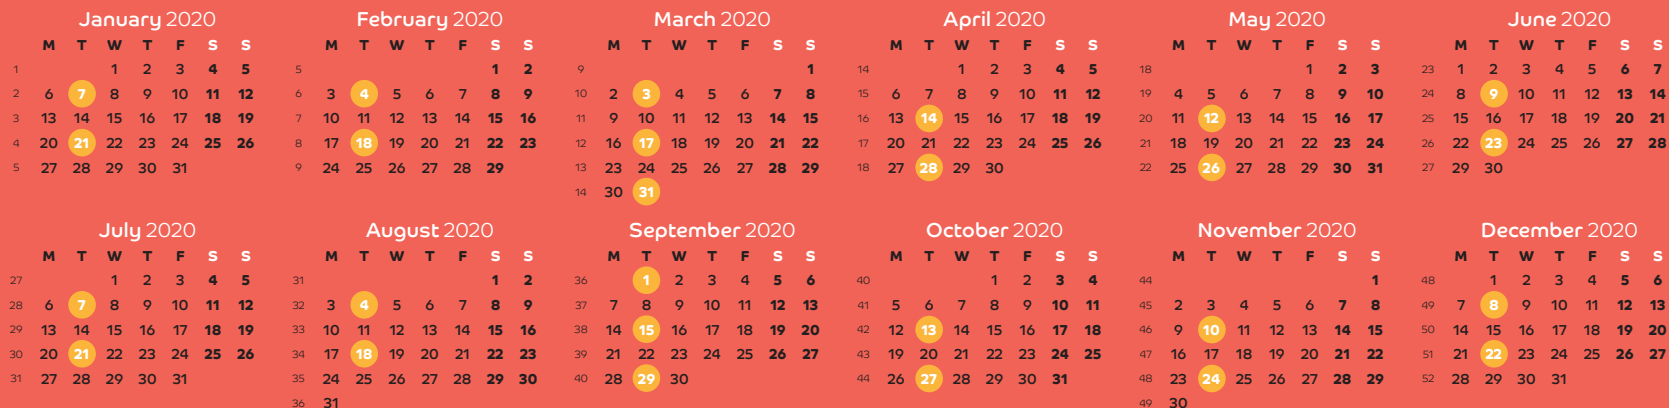 January 2020
M T W T F S S
1 1 2 3 4 5
2 6 7 8 9 10 11 12
3 13 14 15 16 17 18 19
4 20 21 22 23 24 25 26
5 27 28 29 30 31
February 2020
M T W T F S S
5 1 2
6 3 4 5 6 7 8 9
7 10 11 12 13 14 15 16
8 17 18 19 20 21 22 23
9 24 25 26 27 28 29
March 2020
M T W T F S S
9 1
10 2 3 4 5 6 7 8
11 9 10 11 12 13 14 15
12 16 17 18 19 20 21 22
13 23 24 25 26 27 28 29
14 30 31
April 2020
M T W T F S S
14 1 2 3 4 5
15 6 7 8 9 10 11 12
16 13 14 15 16 17 18 19
17 20 21 22 23 24 25 26
18 27 28 29 30
May 2020
M T W T F S S
18 1 2 3
19 4 5 6 7 8 9 10
20 11 12 13 14 15 16 17
21 18 19 20 21 22 23 24
22 25 26 27 28 29 30 31
June 2020
M T W T F S S
23 1 2 3 4 5 6 7
24 8 9 10 11 12 13 14
25 15 16 17 18 19 20 21
26 22 23 24 25 26 27 28
27 29 30
July 2020
M T W T F S S
27 1 2 3 4 5
28 6 7 8 9 10 11 12
29 13 14 15 16 17 18 19
30 20 21 22 23 24 25 26
31 27 28 29 30 31
August 2020
M T W T F S S
31 1 2
32 3 4 5 6 7 8 9
33 10 11 12 13 14 15 16
34 17 18 19 20 21 22 23
35 24 25 26 27 28 29 30
36 31
September 2020
M T W T F S S
36 1 2 3 4 5 6
37 7 8 9 10 11 12 13
38 14 15 16 17 18 19 20
39 21 22 23 24 25 26 27
40 28 29 30
October 2020
M T W T F S S
40 1 2 3 4
41 5 6 7 8 9 10 11
42 12 13 14 15 16 17 18
43 19 20 21 22 23 24 25
44 26 27 28 29 30 31
November 2020
M T W T F S S
44 1
45 2 3 4 5 6 7 8
46 9 10 11 12 13 14 15
47 16 17 18 19 20 21 22
48 23 24 25 26 27 28 29
49 30
December 2020
M T W T F S S
48 1 2 3 4 5 6
49 7 8 9 10 11 12 13
50 14 15 16 17 18 19 20
51 21 22 23 24 25 26 27
52 28 29 30 31